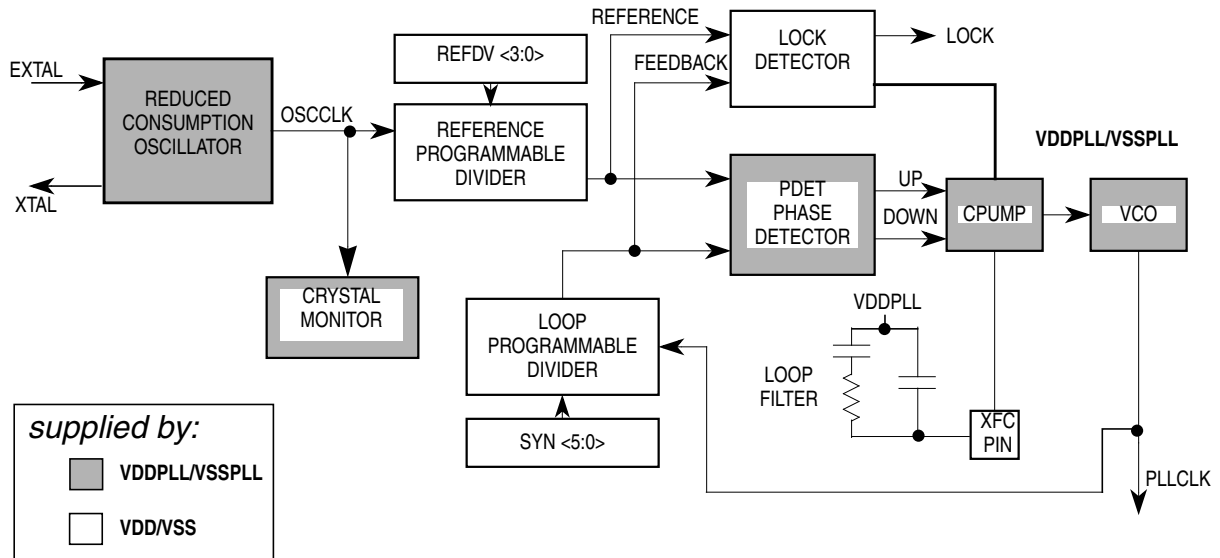 REFERENCE
REFDV <3:0>
LOCK
DETECTOR
LOCK
EXTAL
FEEDBACK
REDUCED
CONSUMPTION
OSCILLATOR
OSCCLK
REFERENCE
PROGRAMMABLE
DIVIDER
VDDPLL/VSSPLL
XTAL
PDET
PHASE
DETECTOR
UP
DOWN
CPUMP
VCO
CRYSTAL
MONITOR
LOOP
PROGRAMMABLE
DIVIDER
VDDPLL
LOOP
FILTER
XFC
PIN
SYN <5:0>
PLLCLK
supplied by:
VDDPLL/VSSPLL
VDD/VSS